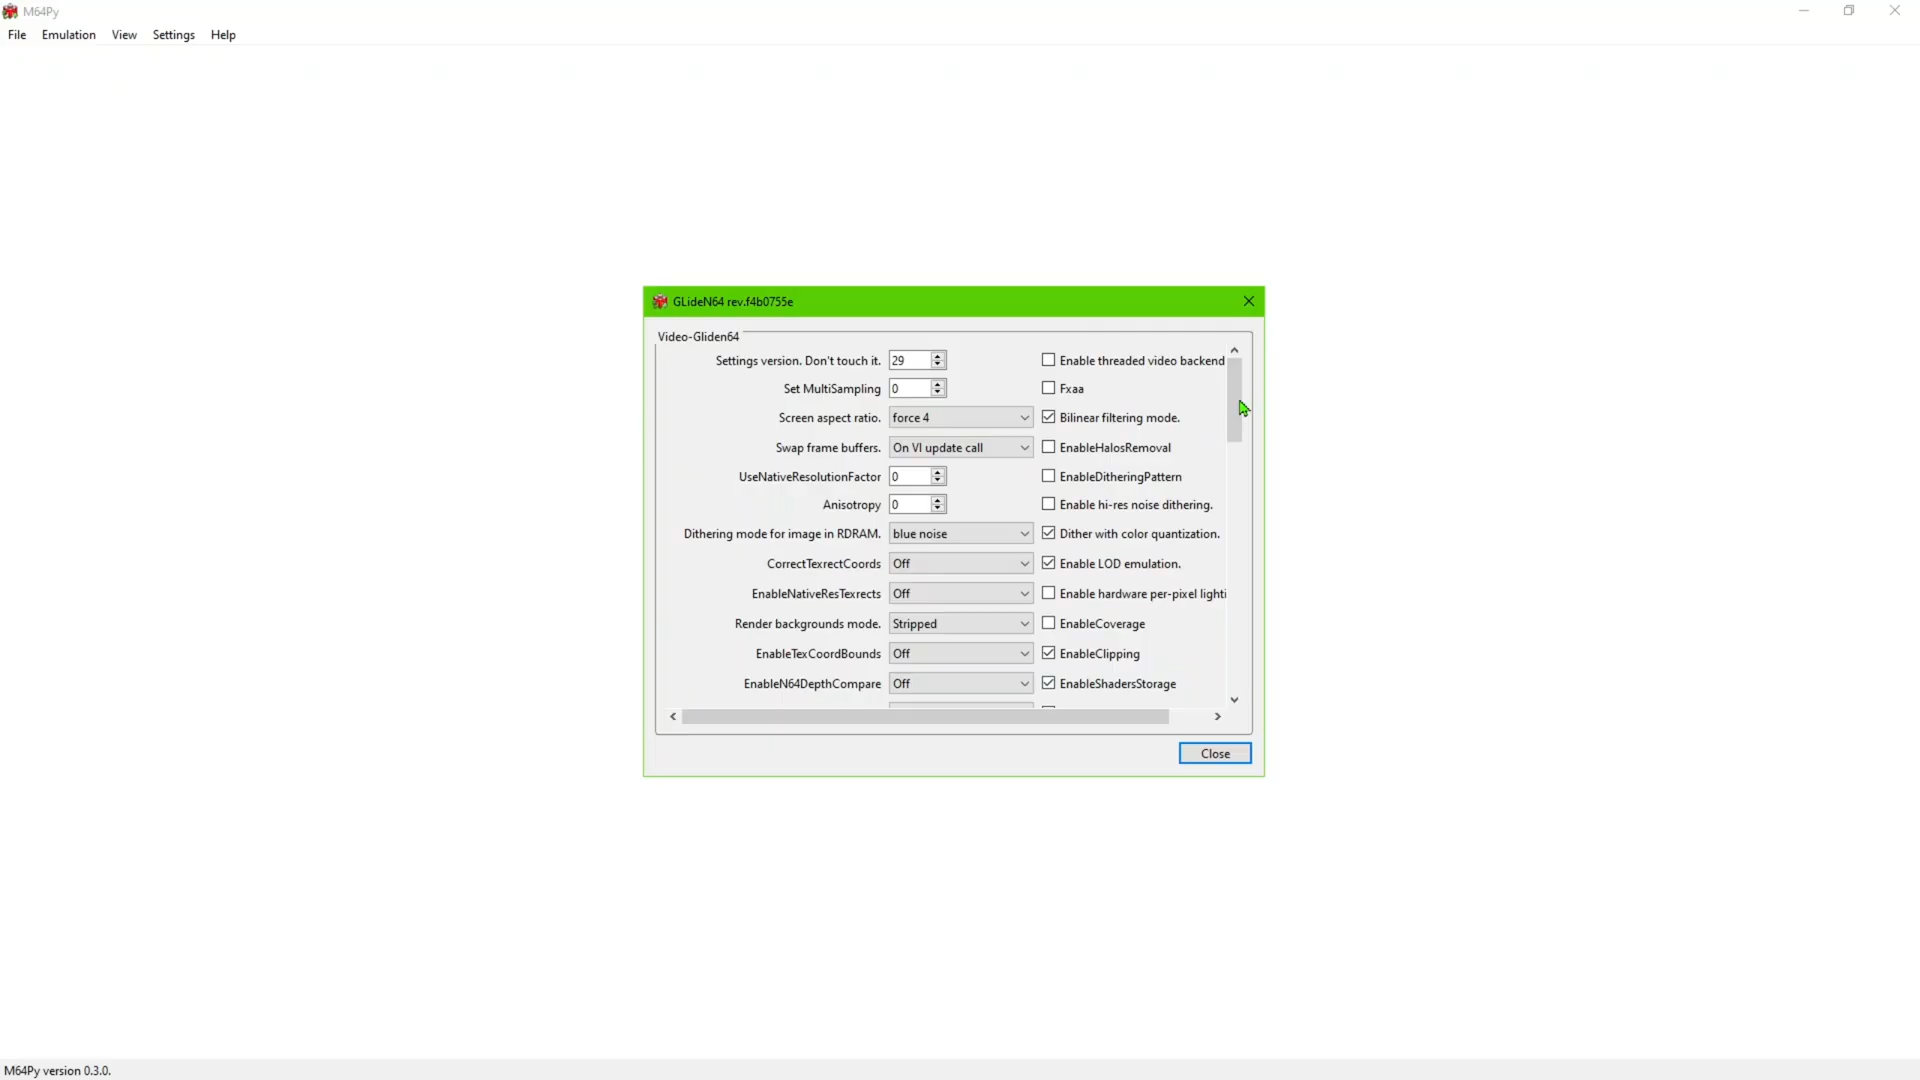 M64Py
File Emulation View Settings Help
GLideN64 rev.f4b0755e
Video-Gliden64
Settings version. Don't touch it. 29 Enable threaded video backend
Set MultiSampling 0 Fxaa
Screen aspect ratio. force 4 Bilinear filtering mode.
Swap frame buffers. On VI update call EnableHalosRemoval
UseNativeResolutionFactor 0 EnableDitheringPattern
Anisotropy 0 Enable hi-res noise dithering.
Dithering mode for image in RDRAM. blue noise Dither with color quantization.
CorrectTexrectCoords Off Enable LOD emulation.
EnableNativeResTexrects Off Enable hardware per-pixel lighti
Render backgrounds mode. Stripped EnableCoverage
EnableTexCoordBounds Off EnableClipping
EnableN64DepthCompare Off EnableShadersStorage
Close
M64Py version 0.3.0.